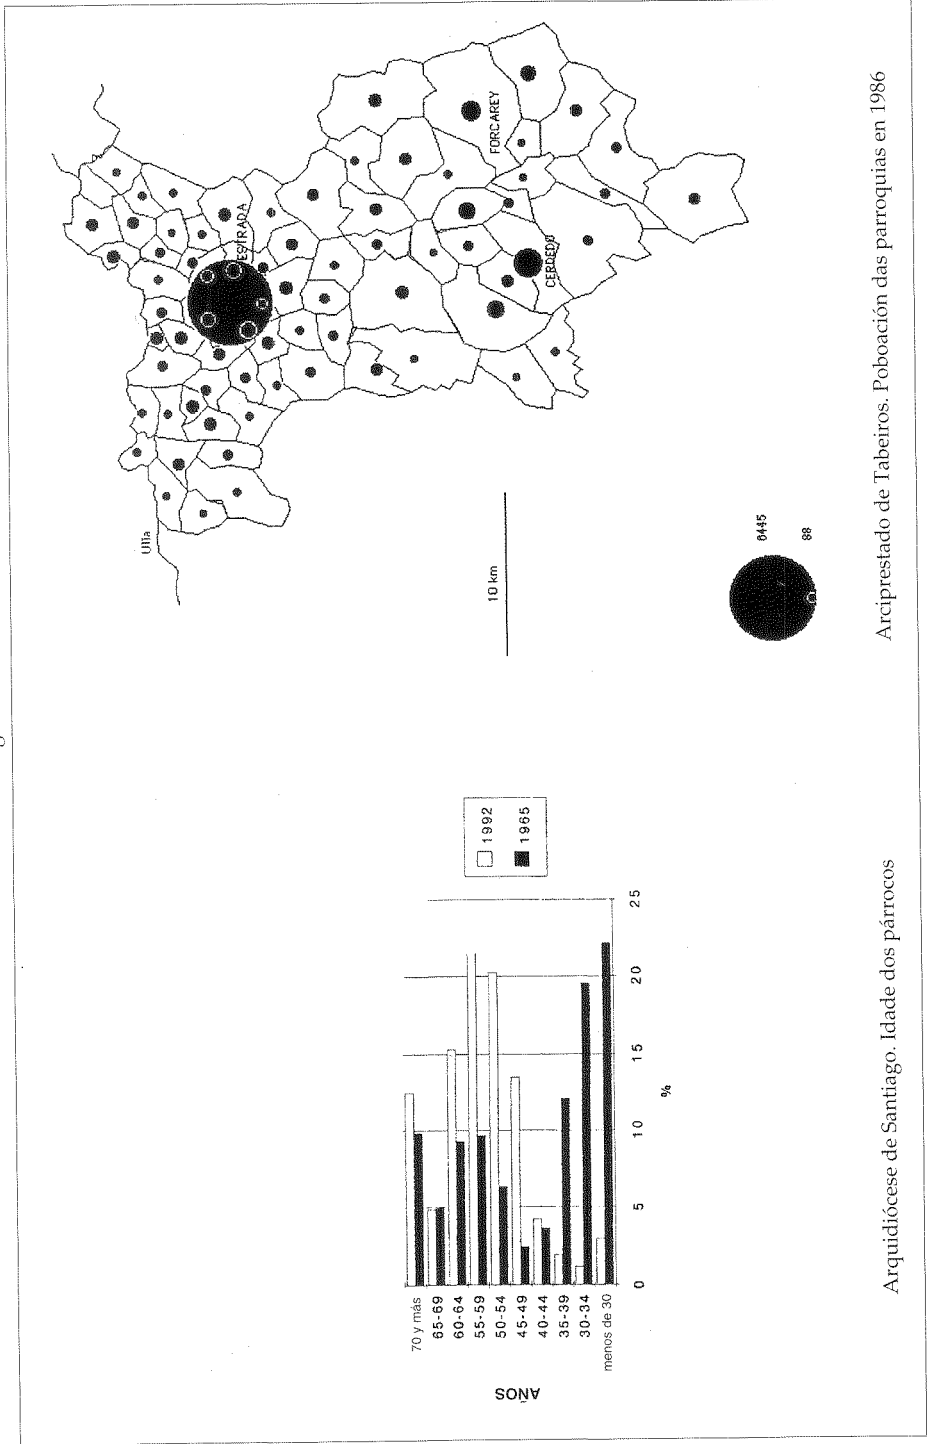 Ulla
ESTRADA
FORCAREY
CERDEDO
10 km
6445
88
Arciprestado de Tabeiros. Poboación das parroquias en 1986
AÑOS
70 y más
65-69
60-64
55-59
50-54
45-49
40-44
35-39
30-34
menos de 30
0 5 10 15 20 25
%
1992
1965
Arquidiócese de Santiago. Idade dos párrocos